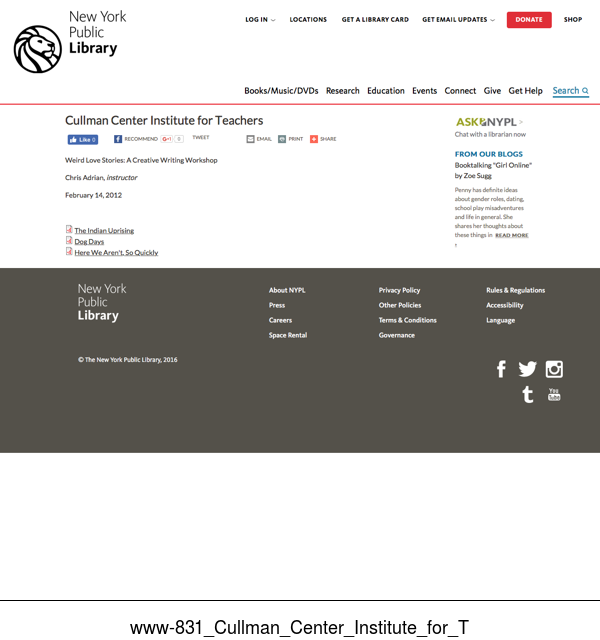 New York
Public
Library
LOG IN
LOCATIONS
GET A LIBRARY CARD
GET EMAIL UPDATES
DONATE
SHOP
Books/Music/DVDs Research Education Events Connect Give Get Help Search
Cullman Center Institute for Teachers
Like 0
RECOMMEND
G+1 0
TWEET
EMAIL
PRINT
SHARE
Weird Love Stories: A Creative Writing Workshop
Chris Adrian, instructor
February 14, 2012
The Indian Uprising
Dog Days
Here We Aren't, So Quickly
ASK NYPL >
Chat with a librarian now
FROM OUR BLOGS
Booktalking "Girl Online"
by Zoe Sugg
Penny has definite ideas
about gender roles, dating,
school play misadventures
and life in general. She
shares her thoughts about
these things in READ MORE
New York
Public
Library
About NYPL
Press
Careers
Space Rental
Privacy Policy
Other Policies
Terms & Conditions
Governance
Rules & Regulations
Accessibility
Language
© The New York Public Library, 2016
You
Tube
www-831_Cullman_Center_Institute_for_T